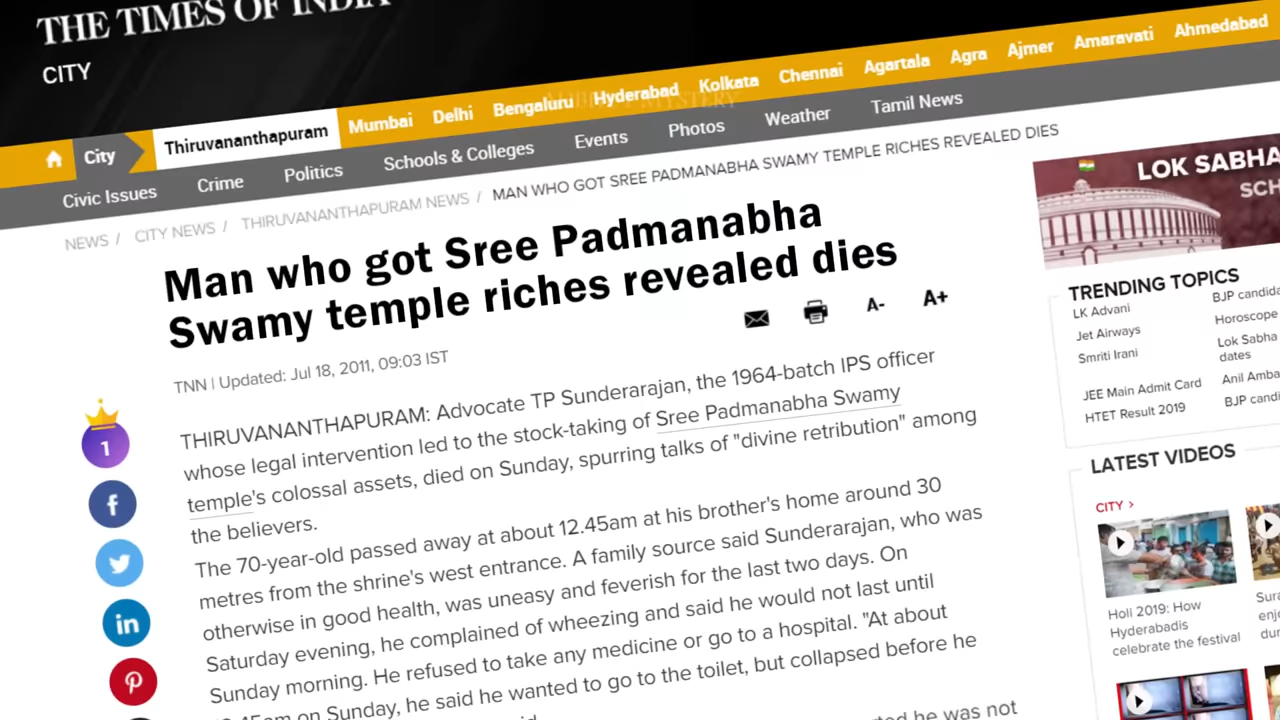 THE TIMES OF INDIA
CITY
City
Thiruvananthapuram
Mumbai
Delhi
Bengaluru
Hyderabad
Kolkata
Chennai
Agartala
Agra
Ajmer
Amaravati
Ahmedabad
Civic Issues
Crime
Politics
Schools & Colleges
Events
Photos
Weather
Tamil News
NEWS / CITY NEWS / THIRUVANANTHAPURAM NEWS / MAN WHO GOT SREE PADMANABHA SWAMY TEMPLE RICHES REVEALED DIES
Man who got Sree Padmanabha
Swamy temple riches revealed dies
TNN | Updated: Jul 18, 2011, 09:03 IST
A-
A+
1
THIRUVANANTHAPURAM: Advocate TP Sunderarajan, the 1964-batch IPS officer
whose legal intervention led to the stock-taking of Sree Padmanabha Swamy
temple's colossal assets, died on Sunday, spurring talks of "divine retribution" among
the believers.
The 70-year-old passed away at about 12.45am at his brother's home around 30
metres from the shrine's west entrance. A family source said Sunderarajan, who was
otherwise in good health, was uneasy and feverish for the last two days. On
Saturday evening, he complained of wheezing and said he would not last until
Sunday morning. He refused to take any medicine or go to a hospital. "At about
on Sunday, he said he wanted to go to the toilet, but collapsed before he
he was not
LOK SABHA
SCH
TRENDING TOPICS
LK Advani
Jet Airways
Smriti Irani
JEE Main Admit Card
HTET Result 2019
BJP candida
Horoscope
Lok Sabha
dates
Anil Amba
BJP candi
LATEST VIDEOS
CITY >
Holi 2019: How
Hyderabadis
celebrate the festival
Sura
enjo
du